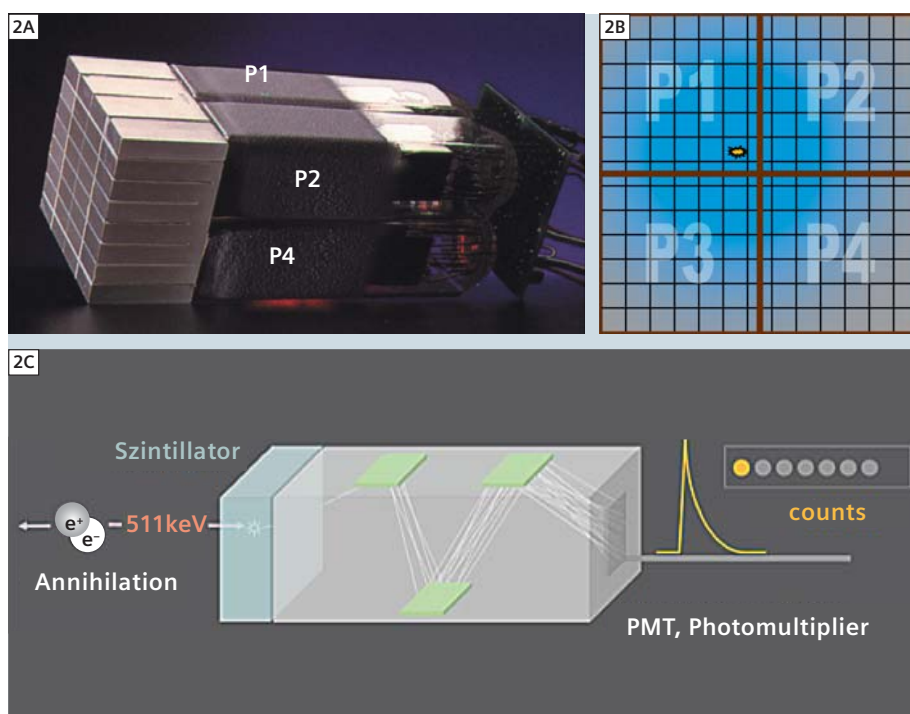 2A
P1
P2
P4
2B
P1
P2
P3
P4
2C
Szintillator
e+
e−
511keV
Annihilation
counts
PMT, Photomultiplier